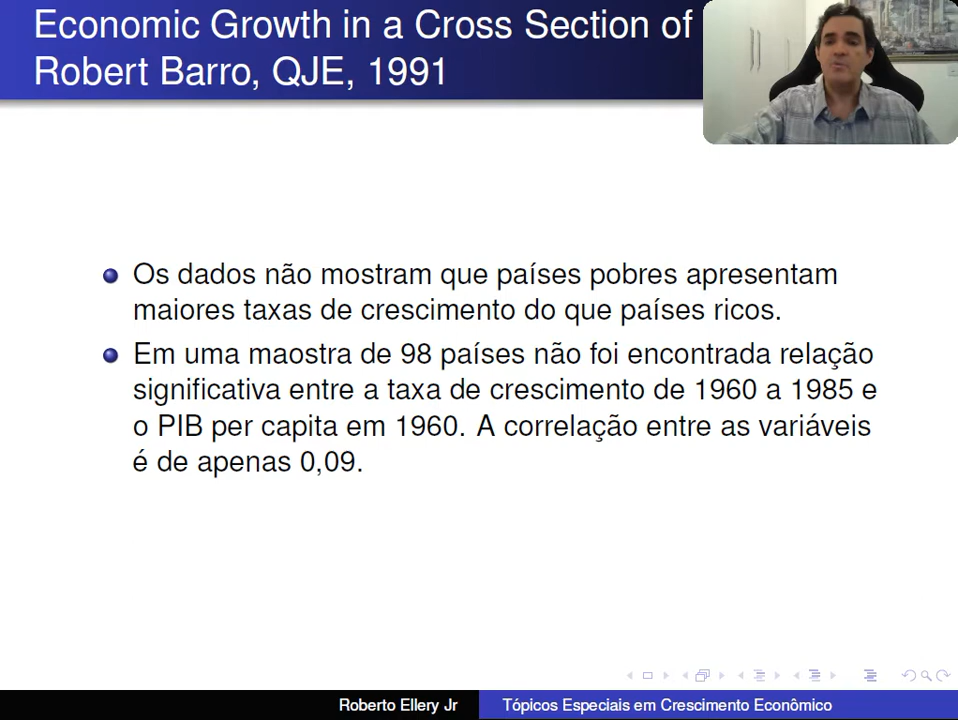 Economic Growth in a Cross Section of
Robert Barro, QJE, 1991
Os dados não mostram que países pobres apresentam
maiores taxas de crescimento do que países ricos.
Em uma maostra de 98 países não foi encontrada relação
significativa entre a taxa de crescimento de 1960 a 1985 e
o PIB per capita em 1960. A correlação entre as variáveis
é de apenas 0,09.
Roberto Ellery Jr
Tópicos Especiais em Crescimento Econômico